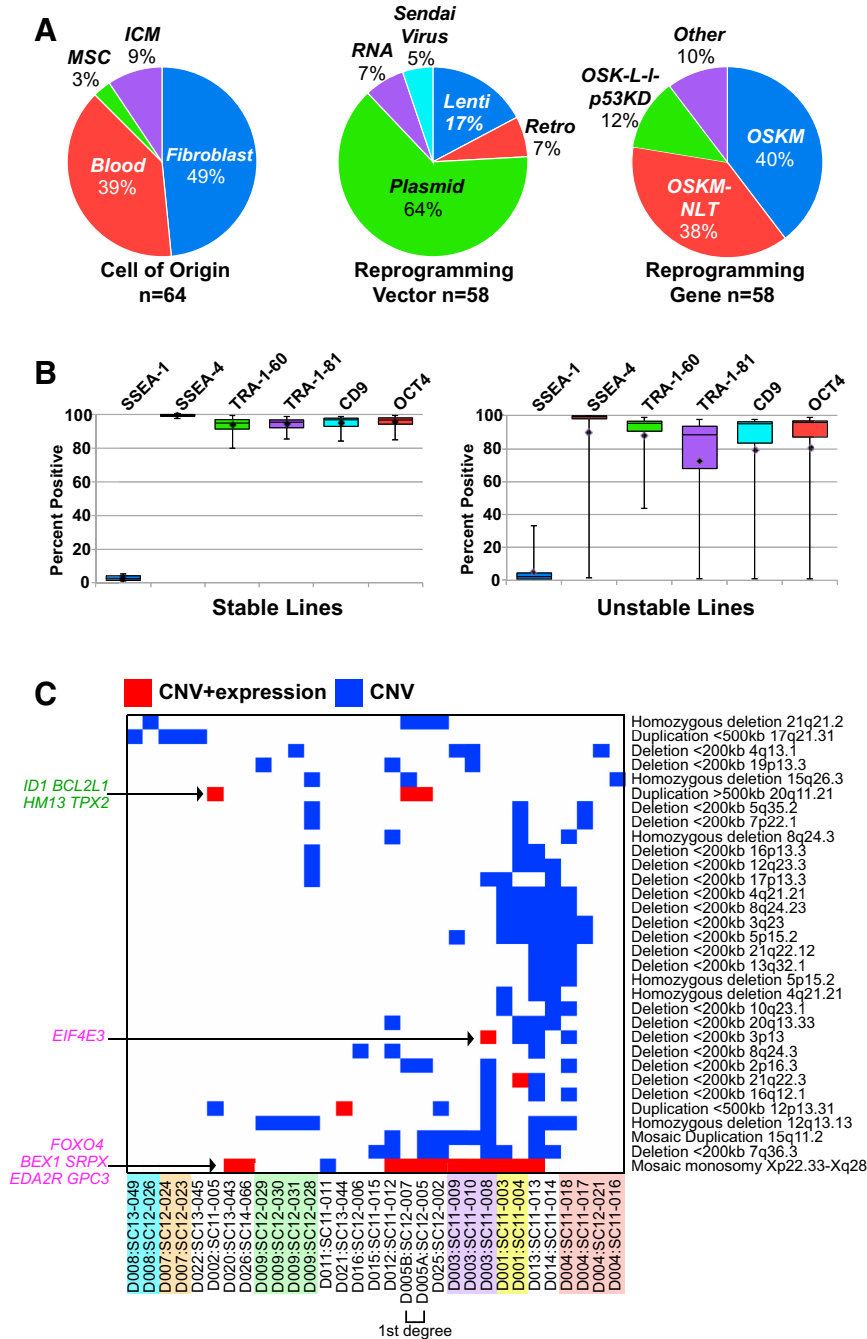 A
MSC
3%
ICM
9%
Blood
39%
Fibroblast
49%
Cell of Origin
n=64
RNA
7%
Sendai
Virus
5%
Lenti
17%
Retro
7%
Plasmid
64%
Reprogramming
Vector n=58
Other
10%
OSK-L-I-
p53KD
12%
OSKM
40%
OSKM-
NLT
38%
Reprogramming
Gene n=58
B
SSEA-1
SSEA-4
TRA-1-60
TRA-1-81
CD9
OCT4
Percent Positive
100
80
60
40
20
0
Stable Lines
SSEA-1
SSEA-4
TRA-1-60
TRA-1-81
CD9
OCT4
Percent Positive
100
80
60
40
20
0
Unstable Lines
C
CNV+expression
CNV
ID1 BCL2L1
HM13 TPX2
EIF4E3
FOXO4
BEX1 SRPX
EDA2R GPC3
Homozygous deletion 21q21.2
Duplication <500kb 17q21.31
Deletion <200kb 4q13.1
Deletion <200kb 19p13.3
Homozygous deletion 15q26.3
Duplication >500kb 20q11.21
Deletion <200kb 5q35.2
Deletion <200kb 7p22.1
Homozygous deletion 8q24.3
Deletion <200kb 16p13.3
Deletion <200kb 12q23.3
Deletion <200kb 17p13.3
Deletion <200kb 4q21.21
Deletion <200kb 8q24.23
Deletion <200kb 3q23
Deletion <200kb 5p15.2
Deletion <200kb 21q22.12
Deletion <200kb 13q32.1
Homozygous deletion 5p15.2
Homozygous deletion 4q21.21
Deletion <200kb 10q23.1
Deletion <200kb 20q13.33
Deletion <200kb 3p13
Deletion <200kb 8q24.3
Deletion <200kb 2p16.3
Deletion <200kb 21q22.3
Deletion <200kb 16q12.1
Duplication <500kb 12p13.31
Homozygous deletion 12q13.13
Mosaic Duplication 15q11.2
Deletion <200kb 7q36.3
Mosaic monosomy Xp22.33-Xq28
D008:SC13-049
D008:SC12-026
D007:SC12-024
D007:SC12-023
D022:SC13-045
D002:SC11-005
D020:SC13-043
D026:SC14-066
D009:SC12-029
D009:SC12-030
D009:SC12-031
D009:SC12-028
D011:SC11-011
D021:SC13-044
D016:SC12-006
D015:SC11-015
D012:SC11-012
D005B:SC12-007
D005A:SC12-005
D025:SC12-002
D003:SC11-009
D003:SC11-010
D003:SC11-008
D001:SC11-003
D001:SC11-004
D013:SC11-013
D014:SC11-014
D004:SC11-018
D004:SC11-017
D004:SC12-021
D004:SC11-016
1st degree